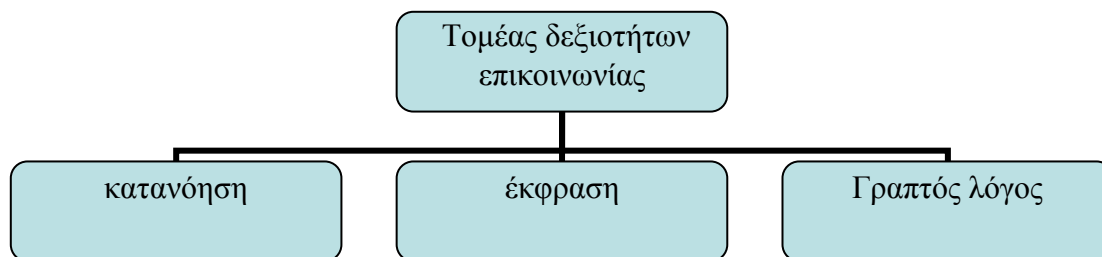 Τομέας δεξιοτήτων
επικοινωνίας
κατανόηση
έκφραση
Γραπτός λόγος